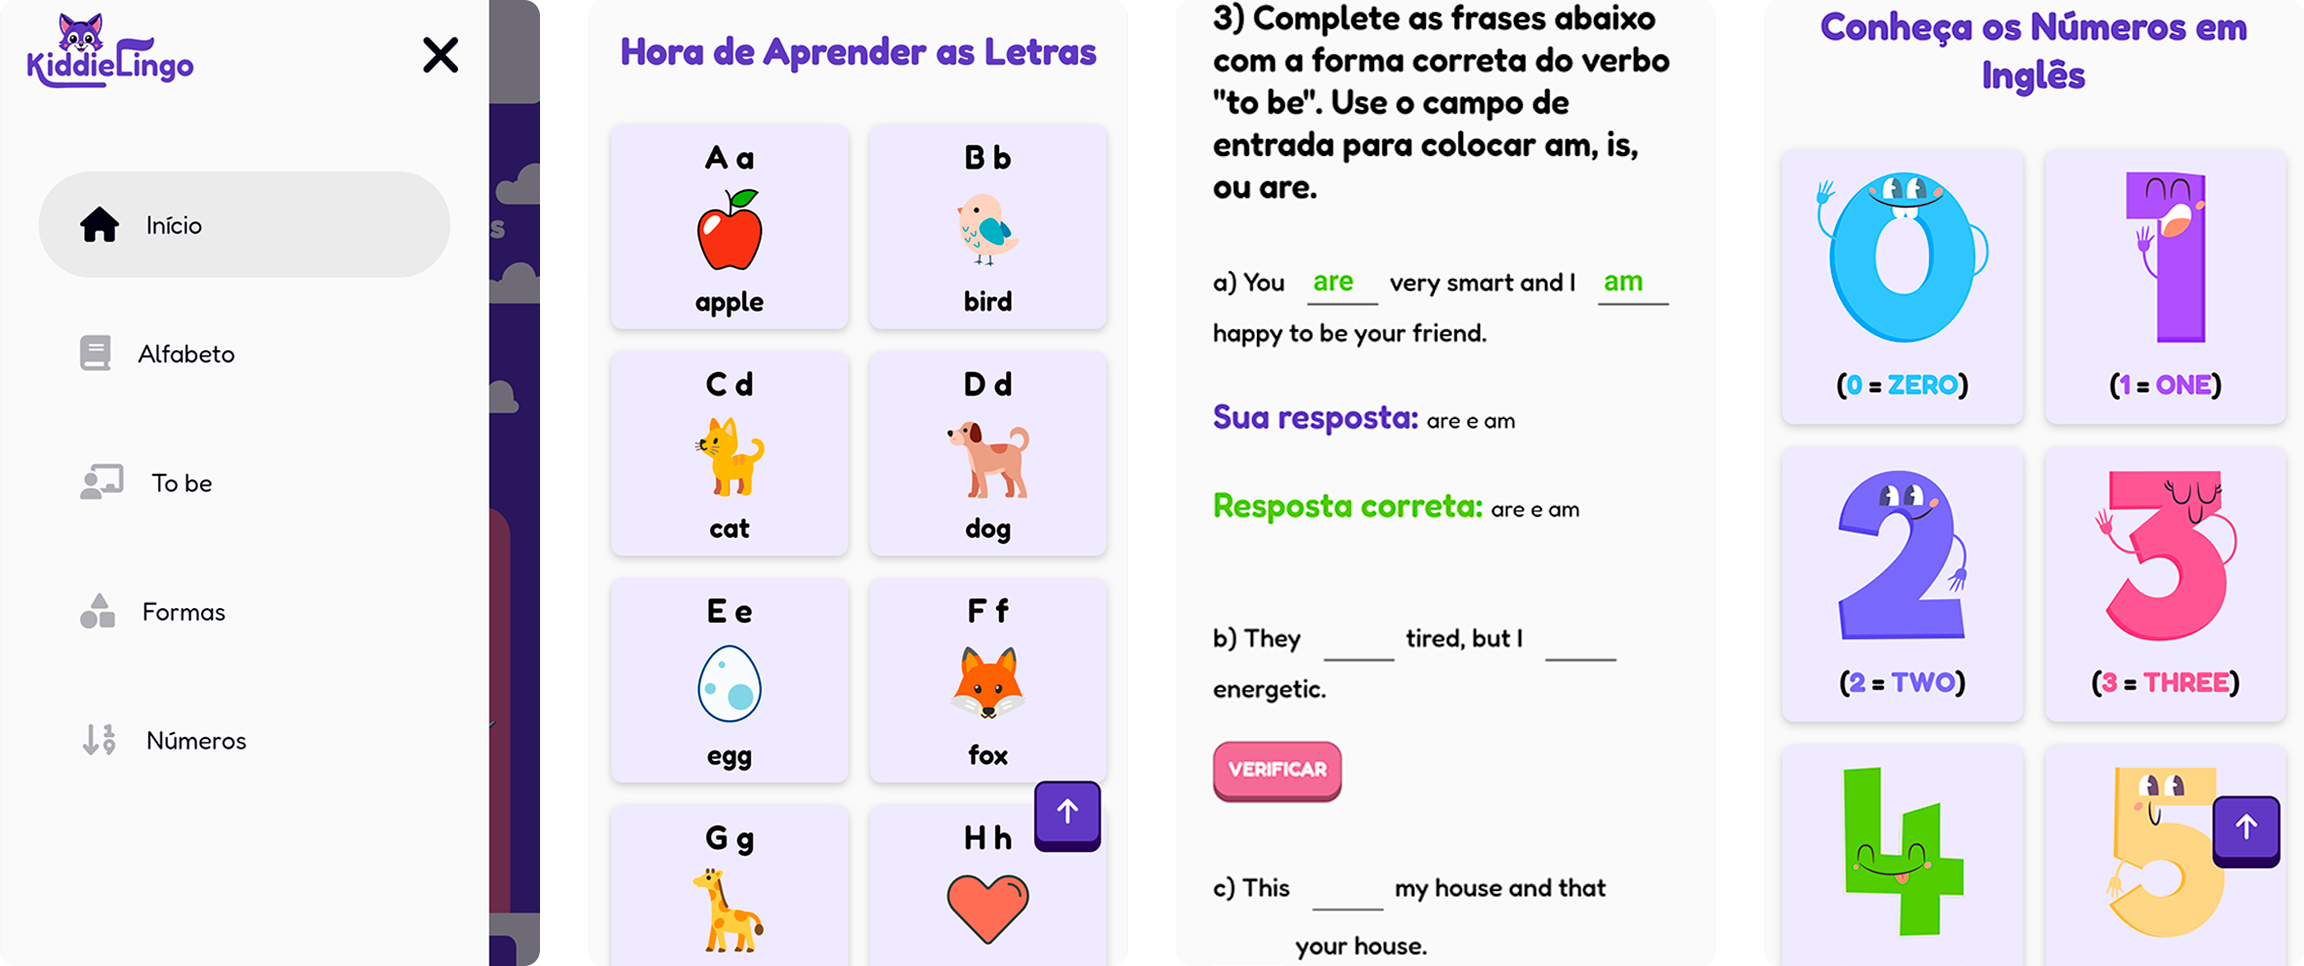 KiddieLingo
Início
s
Alfabeto
To be
Formas
Números
Hora de Aprender as Letras
A a
B b
apple
bird
C d
D d
cat
dog
E e
F f
egg
fox
G g
H h
3) Complete as frases abaixo
com a forma correta do verbo
"to be". Use o campo de
entrada para colocar am, is,
ou are.
a) You are very smart and I am
happy to be your friend.
Sua resposta: are e am
Resposta correta: are e am
b) They ____ tired, but I ____
energetic.
VERIFICAR
c) This ____ my house and that
your house.
Conheça os Números em
Inglês
(0 = ZERO)
(1 = ONE)
(2 = TWO)
(3 = THREE)